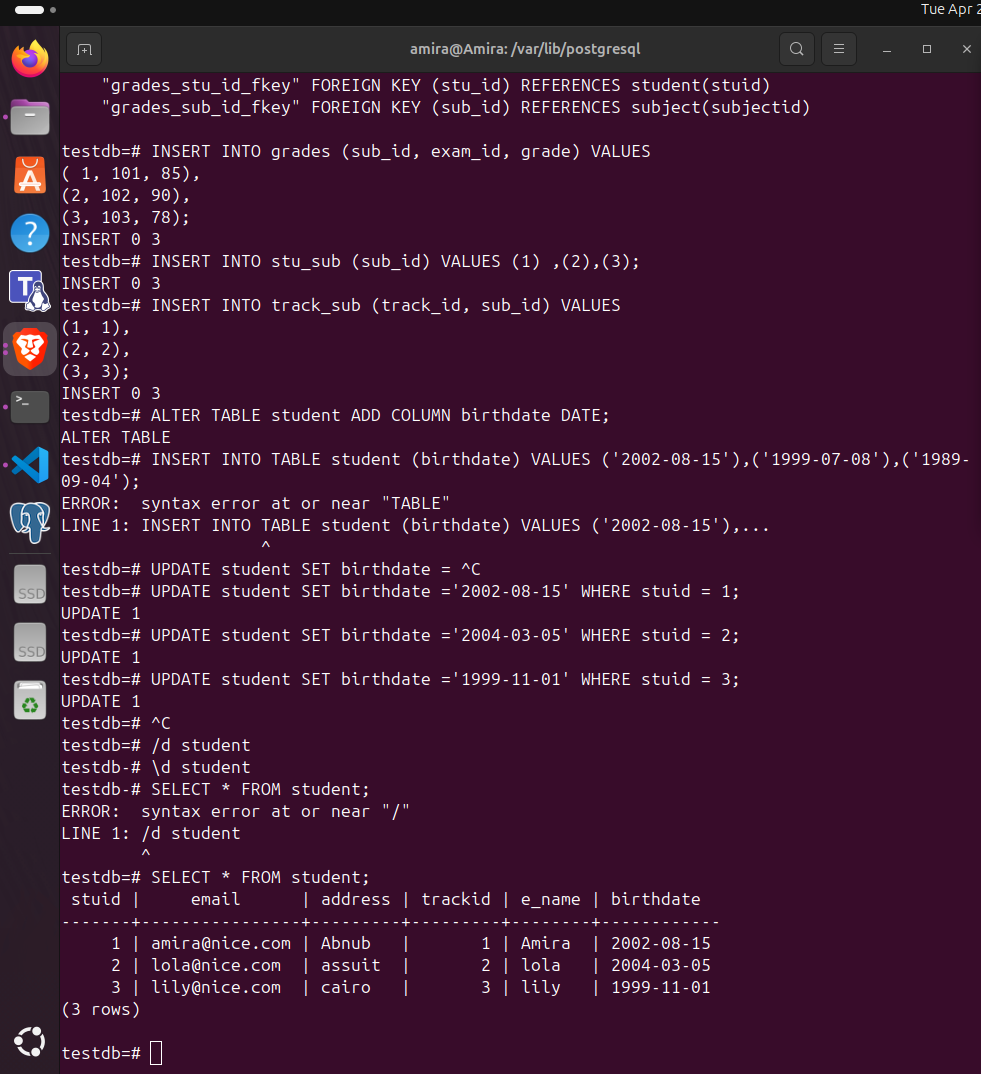 Tue Apr 2
amira@Amira: /var/lib/postgresql
"grades_stu_id_fkey" FOREIGN KEY (stu_id) REFERENCES student(stuid)
"grades_sub_id_fkey" FOREIGN KEY (sub_id) REFERENCES subject(subjectid)
testdb=# INSERT INTO grades (sub_id, exam_id, grade) VALUES
( 1, 101, 85),
(2, 102, 90),
(3, 103, 78);
INSERT 0 3
testdb=# INSERT INTO stu_sub (sub_id) VALUES (1) ,(2),(3);
INSERT 0 3
testdb=# INSERT INTO track_sub (track_id, sub_id) VALUES
(1, 1),
(2, 2),
(3, 3);
INSERT 0 3
testdb=# ALTER TABLE student ADD COLUMN birthdate DATE;
ALTER TABLE
testdb=# INSERT INTO TABLE student (birthdate) VALUES ('2002-08-15'),('1999-07-08'),('1989-
09-04');
ERROR:  syntax error at or near "TABLE"
LINE 1: INSERT INTO TABLE student (birthdate) VALUES ('2002-08-15'),...
                    ^
testdb=# UPDATE student SET birthdate = ^C
testdb=# UPDATE student SET birthdate ='2002-08-15' WHERE stuid = 1;
UPDATE 1
testdb=# UPDATE student SET birthdate ='2004-03-05' WHERE stuid = 2;
UPDATE 1
testdb=# UPDATE student SET birthdate ='1999-11-01' WHERE stuid = 3;
UPDATE 1
testdb=# ^C
testdb=# /d student
testdb-# \d student
testdb-# SELECT * FROM student;
ERROR:  syntax error at or near "/"
LINE 1: /d student
        ^
testdb=# SELECT * FROM student;
 stuid |     email      | address | trackid | e_name | birthdate
-------+----------------+---------+---------+--------+------------
     1 | amira@nice.com | Abnub   |       1 | Amira  | 2002-08-15
     2 | lola@nice.com  | assuit  |       2 | lola   | 2004-03-05
     3 | lily@nice.com  | cairo   |       3 | lily   | 1999-11-01
(3 rows)
testdb=#
SSD
SSD